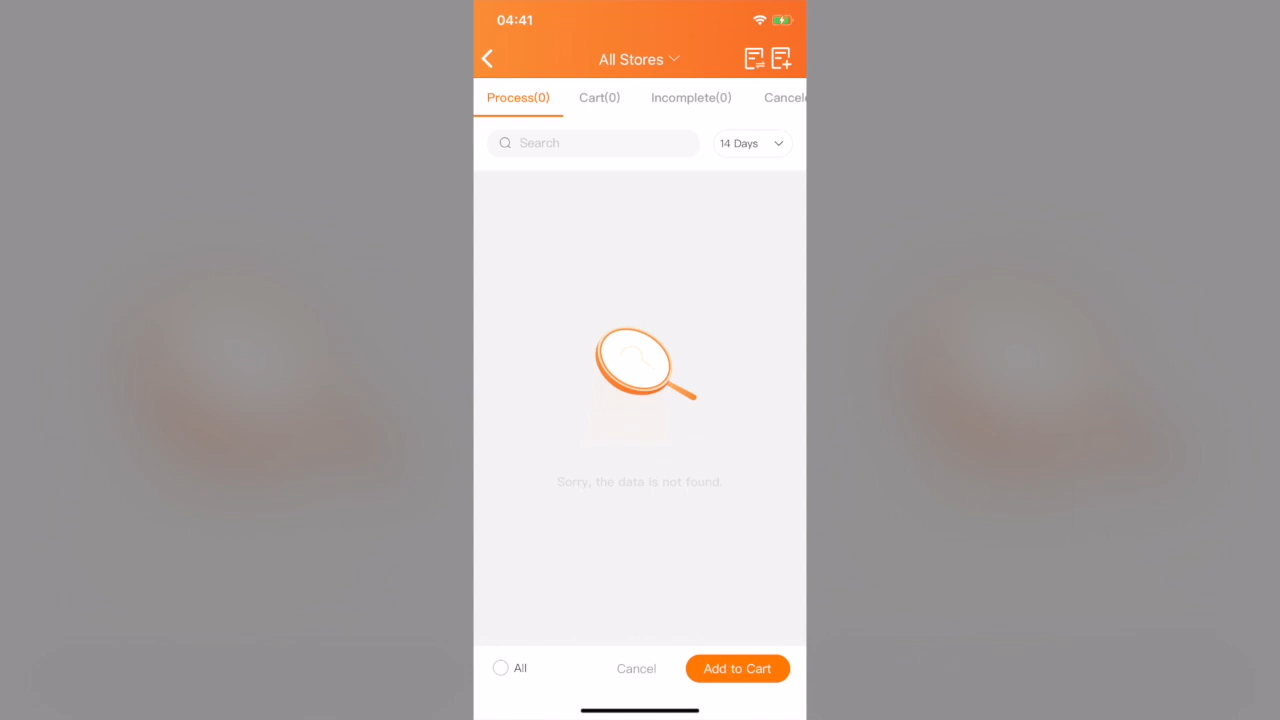 04:41
All Stores
Process(0) Cart(0) Incomplete(0) Cancele
Search 14 Days
Sorry, the data is not found.
All Cancel Add to Cart